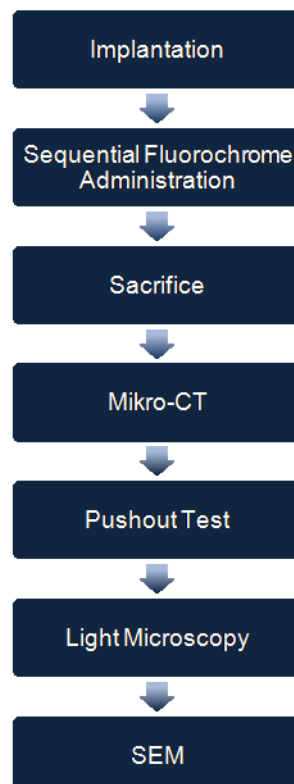 Implantation
Sequential Fluorochrome
Administration
Sacrifice
Mikro-CT
Pushout Test
Light Microscopy
SEM